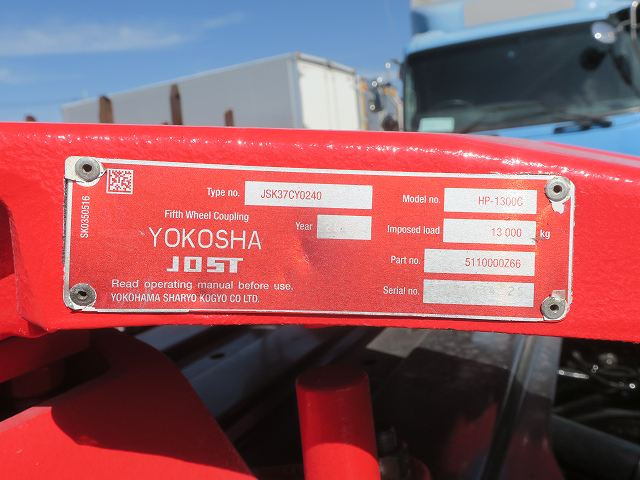 SK0350516
Type no. JSK37CY0240
Fifth Wheel Coupling
Year
YOKOSHA
JOST
Read operating manual before use.
YOKOHAMA SHARYO KOGYO CO LTD.
Model no. HP-1300C
Imposed load 13 000 kg
Part no. 5110000Z66
Serial no. 2